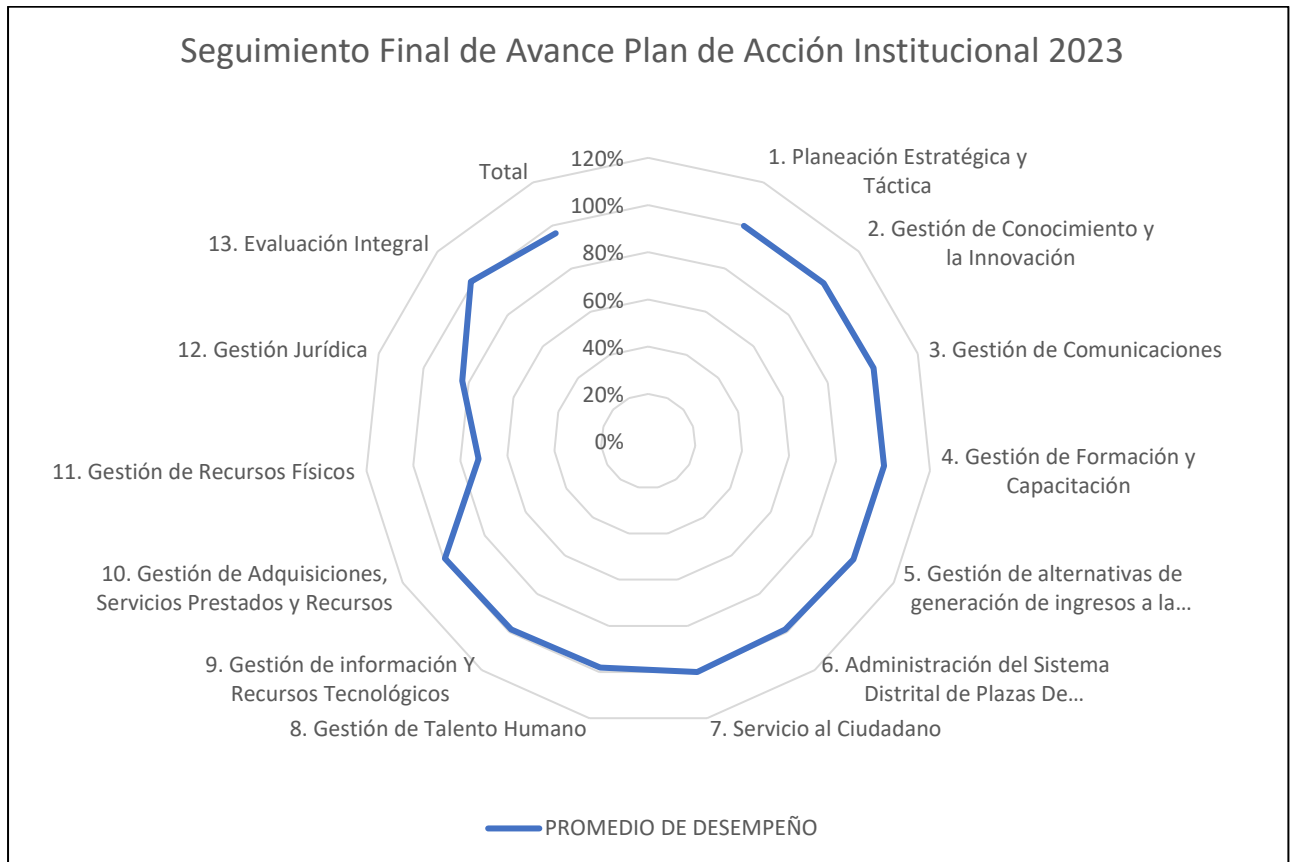 Seguimiento Final de Avance Plan de Acción Institucional 2023
120%
100%
80%
60%
40%
20%
0%
1. Planeación Estratégica y
Táctica
2. Gestión de Conocimiento y
la Innovación
3. Gestión de Comunicaciones
4. Gestión de Formación y
Capacitación
5. Gestión de alternativas de
generación de ingresos a la...
6. Administración del Sistema
Distrital de Plazas De...
7. Servicio al Ciudadano
8. Gestión de Talento Humano
9. Gestión de información Y
Recursos Tecnológicos
10. Gestión de Adquisiciones,
Servicios Prestados y Recursos
11. Gestión de Recursos Físicos
12. Gestión Jurídica
13. Evaluación Integral
Total
PROMEDIO DE DESEMPEÑO